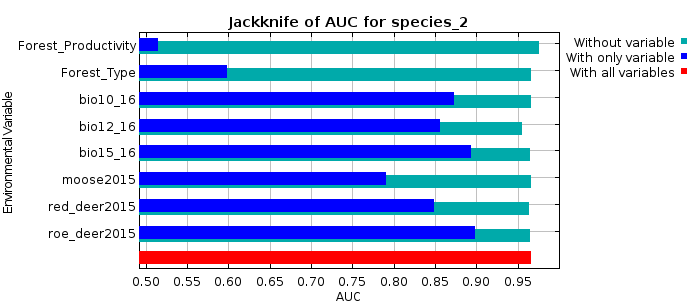 Jackknife of AUC for species_2
Forest_Productivity
Forest_Type
bio10_16
bio12_16
bio15_16
moose2015
red_deer2015
roe_deer2015
Environmental Variable
0.50 0.55 0.60 0.65 0.70 0.75 0.80 0.85 0.90 0.95
AUC
Without variable
With only variable
With all variables